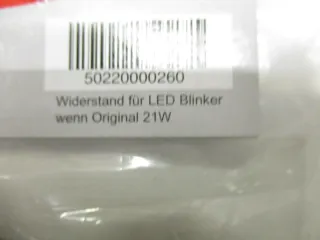 50220000260
Widerstand für LED Blinker
wenn Original 21W